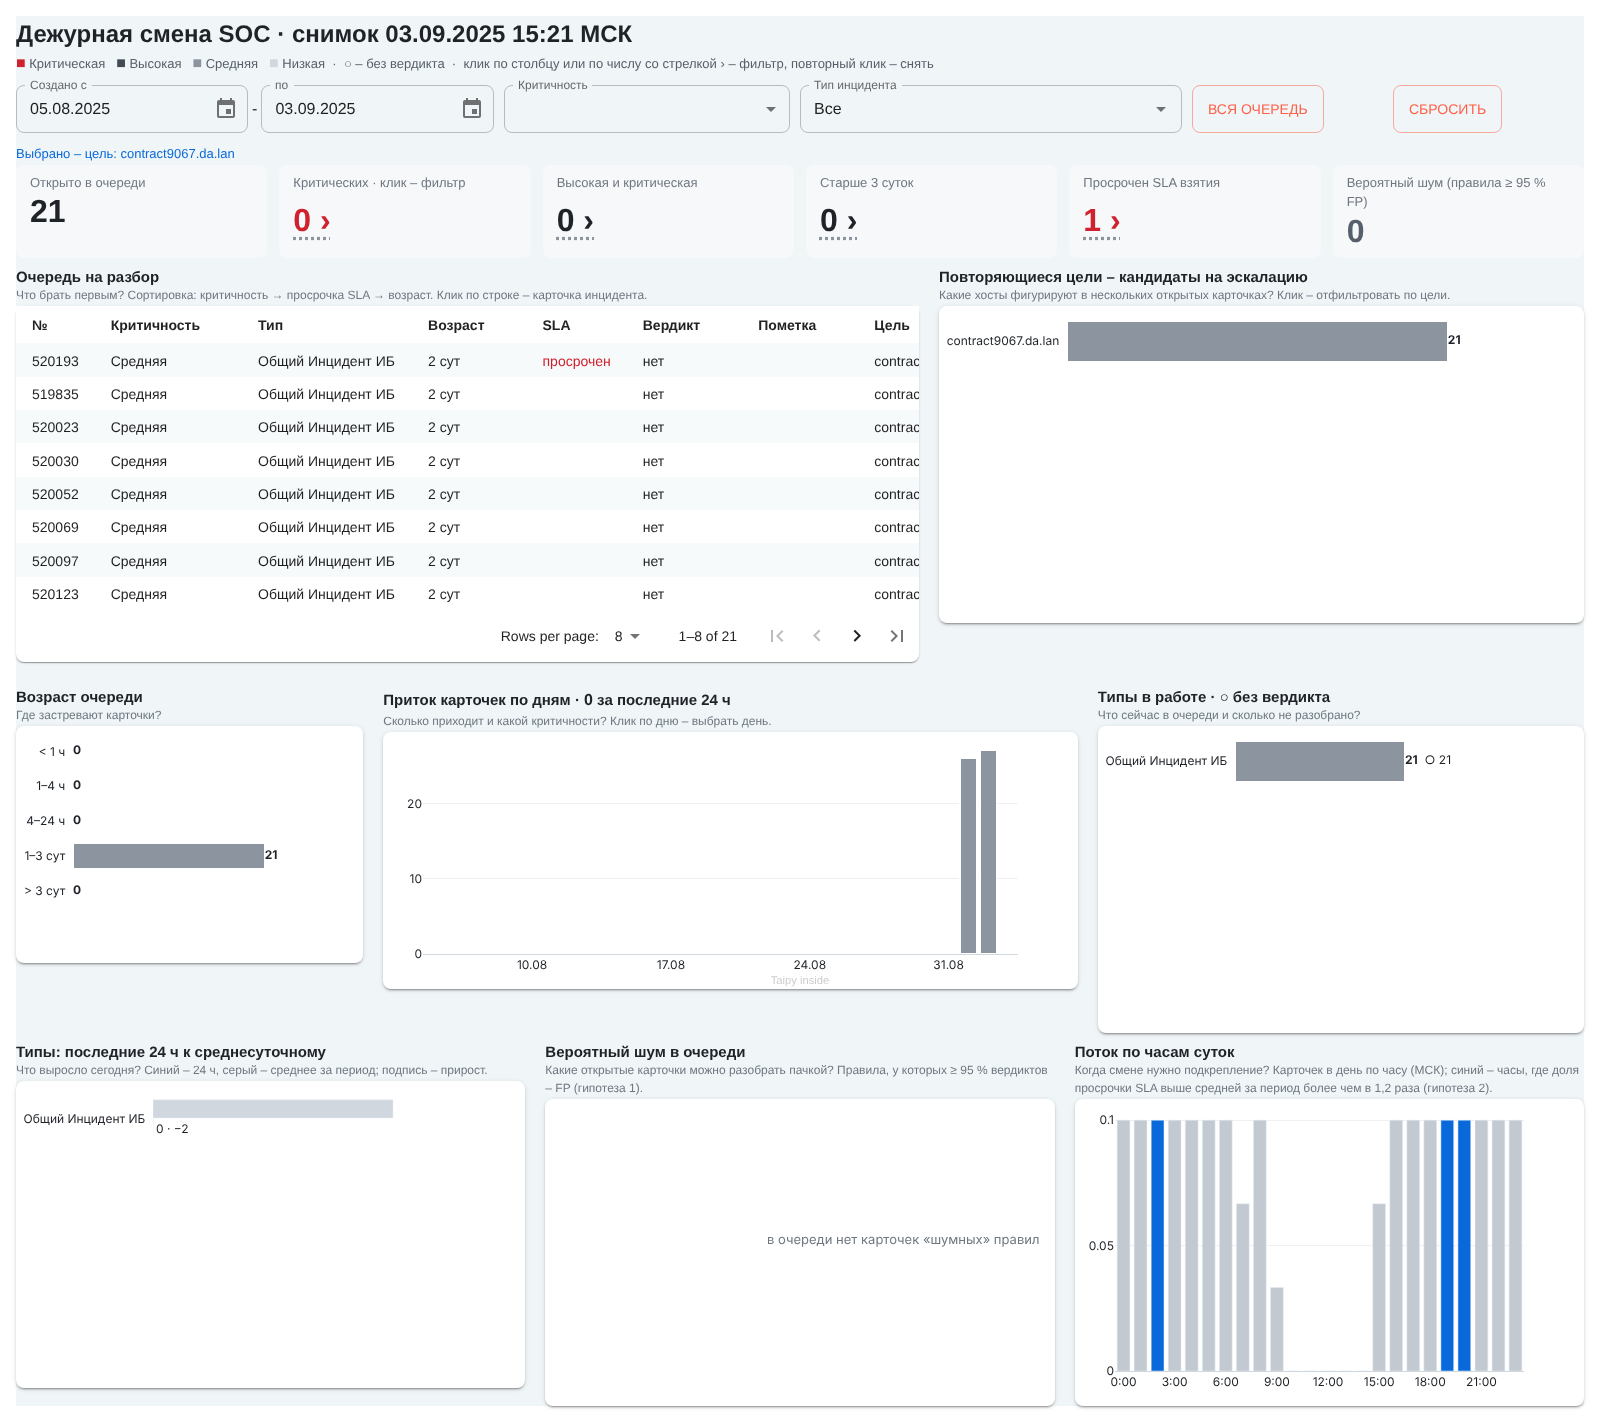 Дежурная смена SOC · снимок 03.09.2025 15:21 МСК
■ Критическая ■ Высокая ■ Средняя ■ Низкая · ○ – без вердикта · клик по столбцу или по числу со стрелкой › – фильтр, повторный клик – снять
Создано с по Критичность Тип инцидента
05.08.2025 - 03.09.2025 Все ВСЯ ОЧЕРЕДЬ СБРОСИТЬ
Выбрано – цель: contract9067.da.lan
Открыто в очереди
21
Критических · клик – фильтр
0 ›
Высокая и критическая
0 ›
Старше 3 суток
0 ›
Просрочен SLA взятия
1 ›
Вероятный шум (правила ≥ 95 %
FP)
0
Очередь на разбор
Что брать первым? Сортировка: критичность → просрочка SLA → возраст. Клик по строке – карточка инцидента.
№ Критичность Тип Возраст SLA Вердикт Пометка Цель
520193 Средняя Общий Инцидент ИБ 2 сут просрочен нет contrac
519835 Средняя Общий Инцидент ИБ 2 сут нет contrac
520023 Средняя Общий Инцидент ИБ 2 сут нет contrac
520030 Средняя Общий Инцидент ИБ 2 сут нет contrac
520052 Средняя Общий Инцидент ИБ 2 сут нет contrac
520069 Средняя Общий Инцидент ИБ 2 сут нет contrac
520097 Средняя Общий Инцидент ИБ 2 сут нет contrac
520123 Средняя Общий Инцидент ИБ 2 сут нет contrac
Rows per page: 8 1–8 of 21
Повторяющиеся цели – кандидаты на эскалацию
Какие хосты фигурируют в нескольких открытых карточках? Клик – отфильтровать по цели.
contract9067.da.lan 21
Возраст очереди
Где застревают карточки?
< 1 ч 0
1–4 ч 0
4–24 ч 0
1–3 сут 21
> 3 сут 0
Приток карточек по дням · 0 за последние 24 ч
Сколько приходит и какой критичности? Клик по дню – выбрать день.
20
10
0
10.08 17.08 24.08 31.08
Taipy inside
Типы в работе · ○ без вердикта
Что сейчас в очереди и сколько не разобрано?
Общий Инцидент ИБ 21 ○ 21
Типы: последние 24 ч к среднесуточному
Что выросло сегодня? Синий – 24 ч, серый – среднее за период; подпись – прирост.
Общий Инцидент ИБ
0 · −2
Вероятный шум в очереди
Какие открытые карточки можно разобрать пачкой? Правила, у которых ≥ 95 % вердиктов
– FP (гипотеза 1).
в очереди нет карточек «шумных» правил
Поток по часам суток
Когда смене нужно подкрепление? Карточек в день по часу (МСК); синий – часы, где доля
просрочки SLA выше средней за период более чем в 1,2 раза (гипотеза 2).
0.1
0.05
0
0:00 3:00 6:00 9:00 12:00 15:00 18:00 21:00